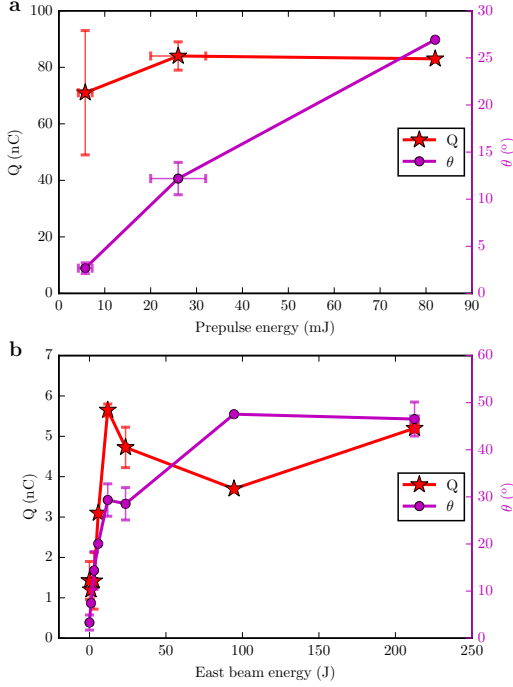 a
100
80
60
40
20
0
Q (nC)
30
25
20
15
10
5
0
θ (°)
Q
θ
0 10 20 30 40 50 60 70 80 90
Prepulse energy (mJ)
b
7
6
5
4
3
2
1
0
Q (nC)
60
50
40
30
20
10
0
θ (°)
Q
θ
0 50 100 150 200 250
East beam energy (J)